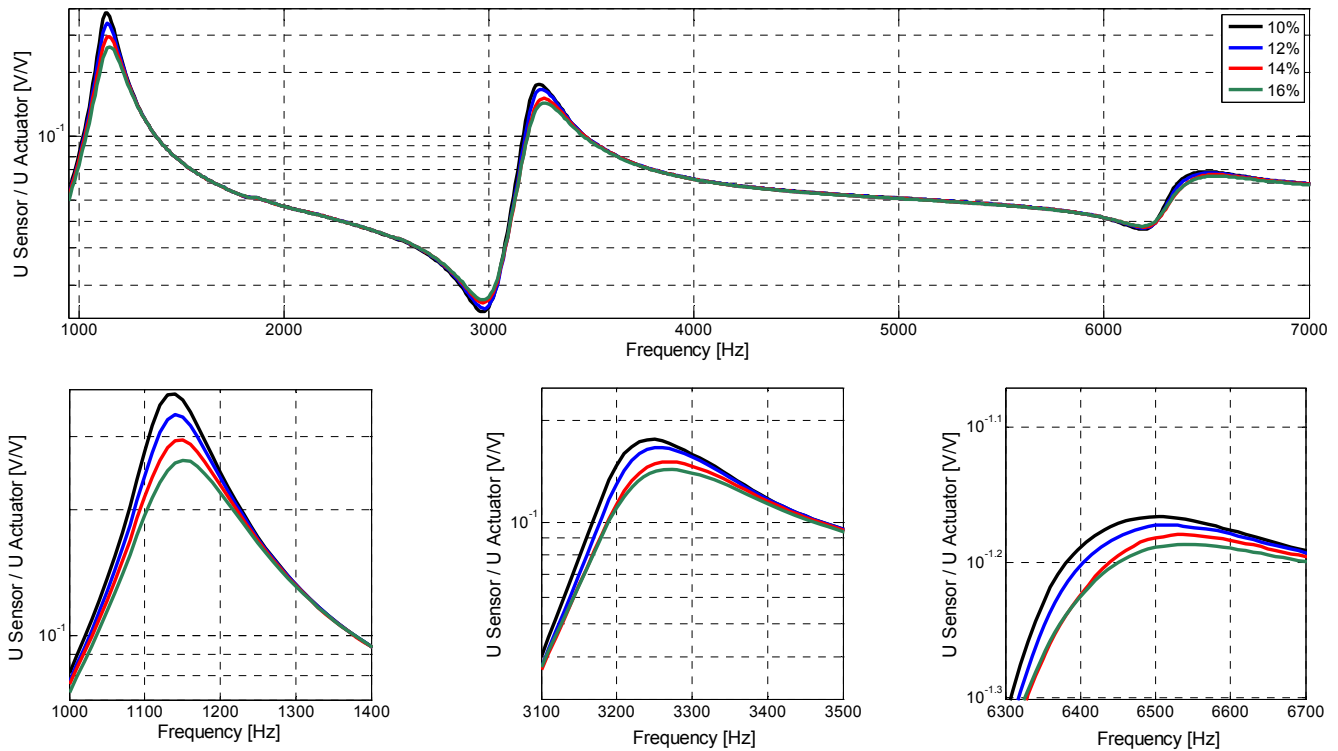 U Sensor / U Actuator [V/V]
10^-1
10%
12%
14%
16%
1000 2000 3000 4000 5000 6000 7000
Frequency [Hz]
U Sensor / U Actuator [V/V]
10^-1
1000 1100 1200 1300 1400
Frequency [Hz]
U Sensor / U Actuator [V/V]
10^-1
3100 3200 3300 3400 3500
Frequency [Hz]
U Sensor / U Actuator [V/V]
10^-1.1
10^-1.2
10^-1.3
6300 6400 6500 6600 6700
Frequency [Hz]